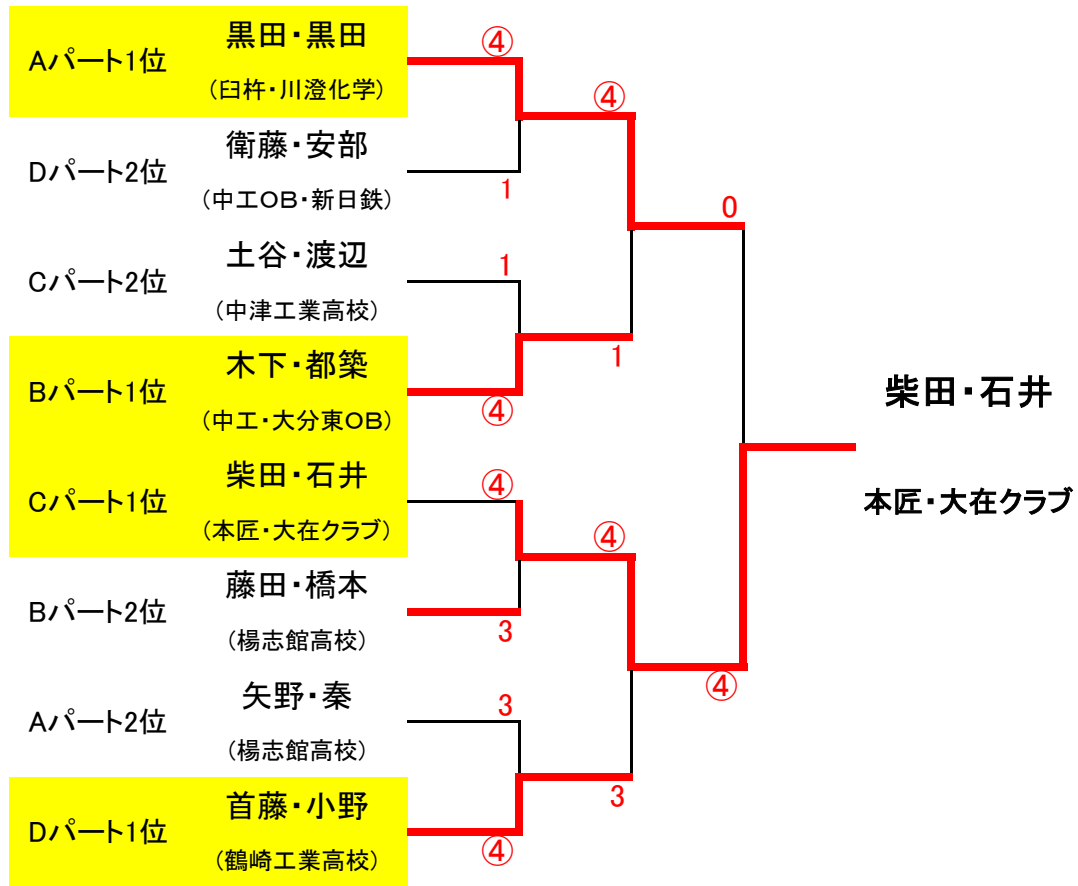 Aパート1位
黒田・黒田
(臼杵・川澄化学)
④
④
Dパート2位
衛藤・安部
(中工OB・新日鉄)
1
0
Cパート2位
土谷・渡辺
(中津工業高校)
1
Bパート1位
木下・都築
(中工・大分東OB)
④
1
柴田・石井
本匠・大在クラブ
Cパート1位
柴田・石井
(本匠・大在クラブ)
④
④
Bパート2位
藤田・橋本
(楊志館高校)
3
④
Aパート2位
矢野・秦
(楊志館高校)
3
Dパート1位
首藤・小野
(鶴崎工業高校)
④
3